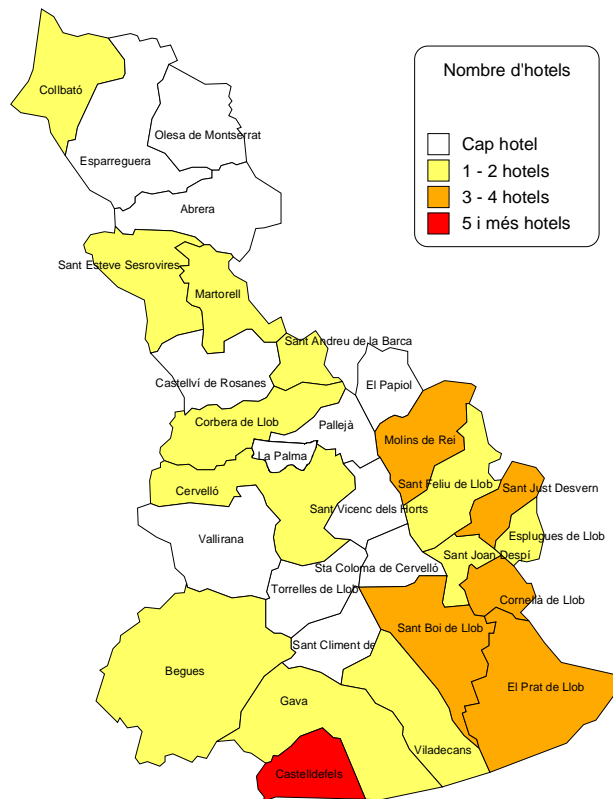 Nombre d'hotels
Cap hotel
1 - 2 hotels
3 - 4 hotels
5 i més hotels
Collbató
Olesa de Montserrat
Esparreguera
Abrera
Sant Esteve Sesrovires
Martorell
Sant Andreu de la Barca
Castellví de Rosanes
El Papiol
Corbera de Llob
Pallejà
Molins de Rei
La Palma
Cervelló
Sant Feliu de Llob
Sant Just Desvern
Sant Vicenc dels Horts
Vallirana
Esplugues de Llob
Sant Joan Despí
Sta Coloma de Cervelló
Torrelles de Llob
Cornellà de Llob
Sant Boi de Llob
Sant Climent de
Begues
El Prat de Llob
Gava
Viladecans
Castelldefels